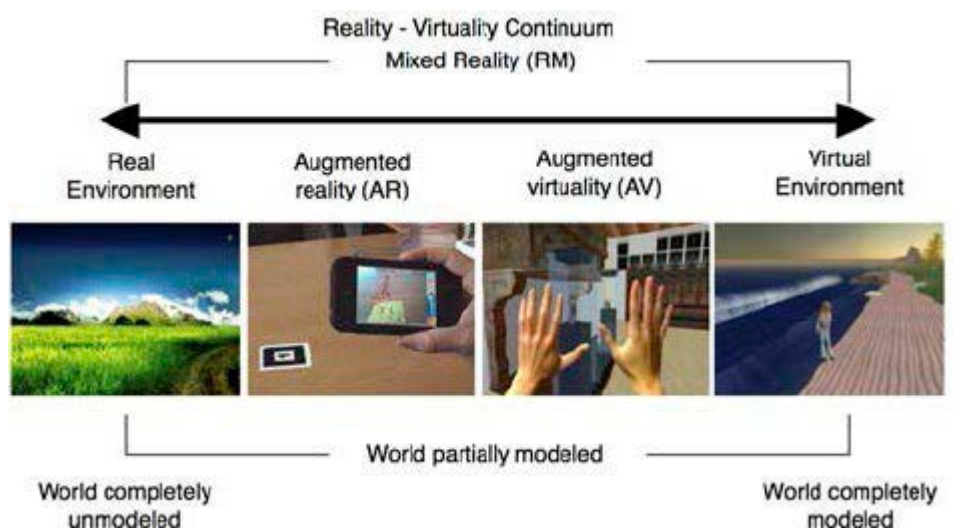 Reality - Virtuality Continuum
Mixed Reality (RM)
Real
Environment
Augmented
reality (AR)
Augmented
virtuality (AV)
Virtual
Environment
World partially modeled
World completely
unmodeled
World completely
modeled